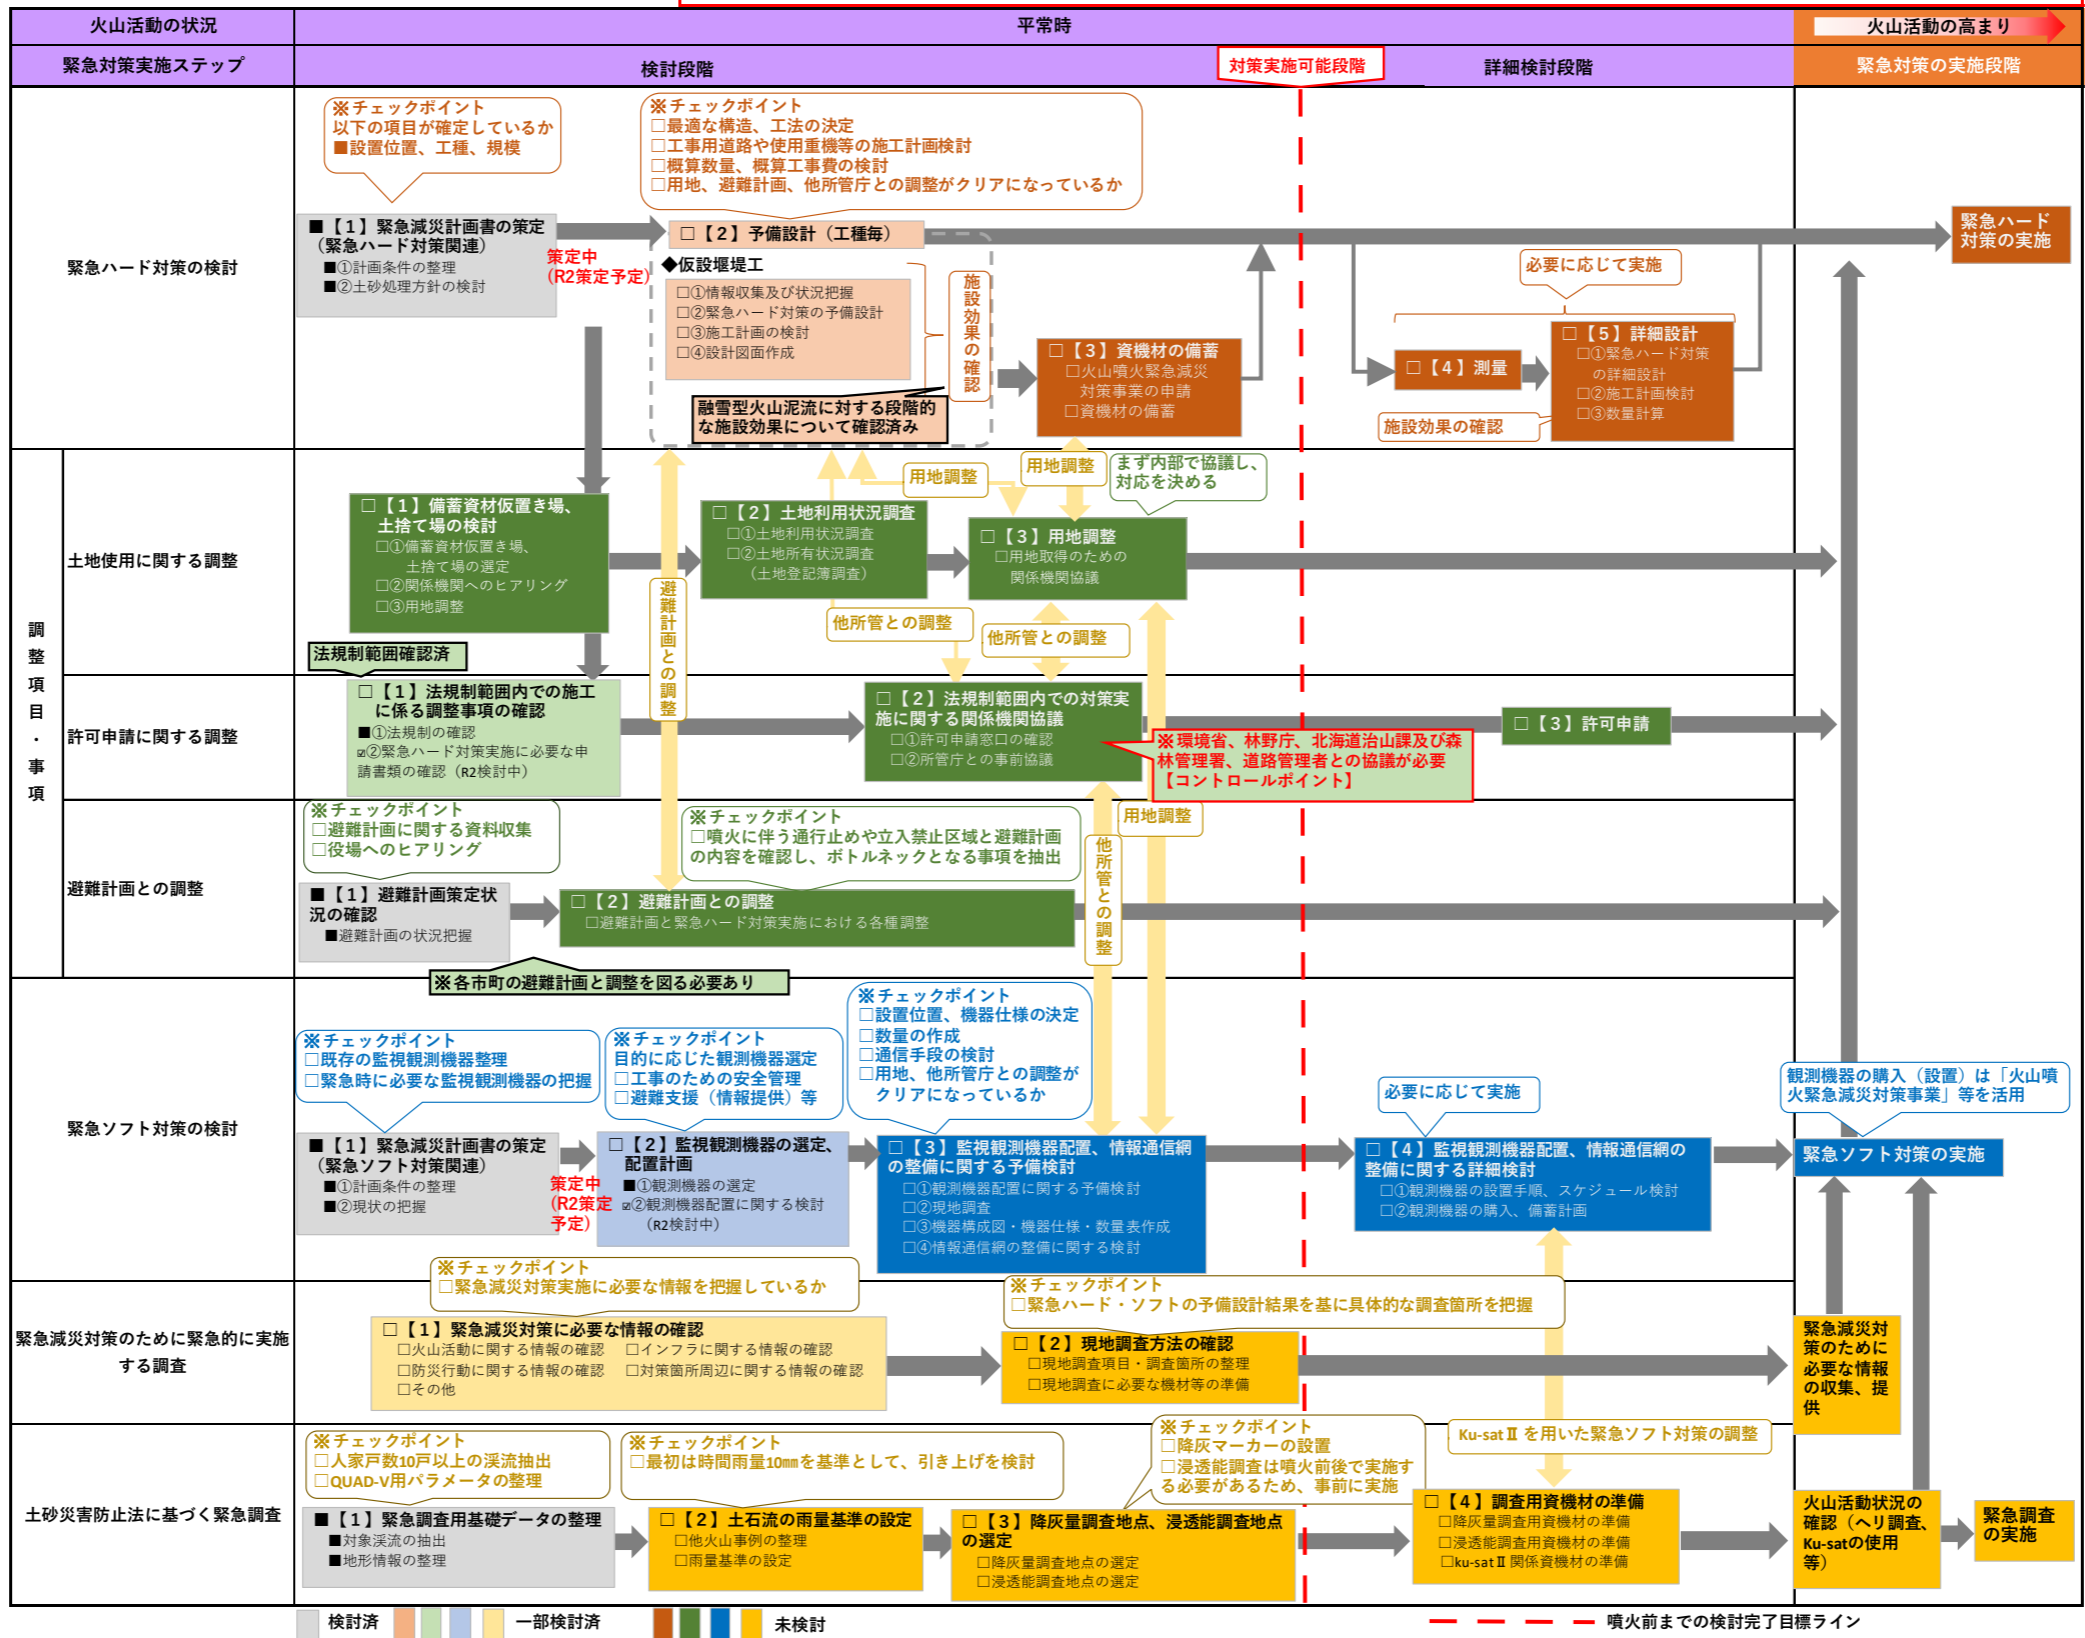 火山活動の状況
平常時
火山活動の高まり
緊急対策実施ステップ
検討段階
対策実施可能段階
詳細検討段階
緊急対策の実施段階
緊急ハード対策の検討
※チェックポイント
以下の項目が確定しているか
■設置位置、工種、規模
※チェックポイント
□最適な構造、工法の決定
□工事用道路や使用重機等の施工計画検討
□概算数量、概算工事費の検討
□用地、避難計画、他所管庁との調整がクリアになっているか
■【1】緊急減災計画書の策定
（緊急ハード対策関連）
■①計画条件の整理
■②土砂処理方針の検討
策定中
(R2策定予定)
□【2】予備設計（工種毎）
◆仮設堰堤工
□①情報収集及び状況把握
□②緊急ハード対策の予備設計
□③施工計画の検討
□④設計図面作成
施設効果の確認
融雪型火山泥流に対する段階的
な施設効果について確認済み
□【3】資機材の備蓄
□火山噴火緊急減災
対策事業の申請
□資機材の備蓄
必要に応じて実施
□【4】測量
□【5】詳細設計
□①緊急ハード対策
の詳細設計
□②施工計画検討
□③数量計算
施設効果の確認
緊急ハード
対策の実施
調整項目・事項
土地使用に関する調整
□【1】備蓄資材仮置き場、
土捨て場の検討
□①備蓄資材仮置き場、
土捨て場の選定
□②関係機関へのヒアリング
□③用地調整
避難計画との調整
□【2】土地利用状況調査
□①土地利用状況調査
□②土地所有状況調査
（土地登記簿調査）
用地調整
用地調整
まず内部で協議し、
対応を決める
□【3】用地調整
□用地取得のための
関係機関協議
他所管との調整
他所管との調整
許可申請に関する調整
法規制範囲確認済
□【1】法規制範囲内での施工
に係る調整事項の確認
■①法規制の確認
☑②緊急ハード対策実施に必要な申
請書類の確認（R2検討中）
□【2】法規制範囲内での対策実
施に関する関係機関協議
□①許可申請窓口の確認
□②所管庁との事前協議
※環境省、林野庁、北海道治山課及び森
林管理署、道路管理者との協議が必要
【コントロールポイント】
□【3】許可申請
避難計画との調整
※チェックポイント
□避難計画に関する資料収集
□役場へのヒアリング
■【1】避難計画策定状
況の確認
■避難計画の状況把握
※チェックポイント
□噴火に伴う通行止めや立入禁止区域と避難計画
の内容を確認し、ボトルネックとなる事項を抽出
□【2】避難計画との調整
□避難計画と緊急ハード対策実施における各種調整
用地調整
他所管との調整
※各市町の避難計画と調整を図る必要あり
緊急ソフト対策の検討
※チェックポイント
□既存の監視観測機器整理
□緊急時に必要な監視観測機器の把握
※チェックポイント
目的に応じた観測機器選定
□工事のための安全管理
□避難支援（情報提供）等
※チェックポイント
□設置位置、機器仕様の決定
□数量の作成
□通信手段の検討
□用地、他所管庁との調整が
クリアになっているか
必要に応じて実施
観測機器の購入（設置）は「火山噴
火緊急減災対策事業」等を活用
■【1】緊急減災計画書の策定
（緊急ソフト対策関連）
■①計画条件の整理
■②現状の把握
策定中
(R2策定
予定)
□【2】監視観測機器の選定、
配置計画
■①観測機器の選定
☑②観測機器配置に関する検討
（R2検討中）
□【3】監視観測機器配置、情報通信網
の整備に関する予備検討
□①観測機器配置に関する予備検討
□②現地調査
□③機器構成図・機器仕様・数量表作成
□④情報通信網の整備に関する検討
□【4】監視観測機器配置、情報通信網の
整備に関する詳細検討
□①観測機器の設置手順、スケジュール検討
□②観測機器の購入、備蓄計画
緊急ソフト対策の実施
緊急減災対策のために緊急的に実施
する調査
※チェックポイント
□緊急減災対策実施に必要な情報を把握しているか
□【1】緊急減災対策に必要な情報の確認
□火山活動に関する情報の確認　□インフラに関する情報の確認
□防災行動に関する情報の確認　□対策箇所周辺に関する情報の確認
□その他
※チェックポイント
□緊急ハード・ソフトの予備設計結果を基に具体的な調査箇所を把握
□【2】現地調査方法の確認
□現地調査項目・調査箇所の整理
□現地調査に必要な機材等の準備
緊急減災対
策のために
必要な情報
の収集、提
供
土砂災害防止法に基づく緊急調査
※チェックポイント
□人家戸数10戸以上の渓流抽出
□QUAD-V用パラメータの整理
※チェックポイント
□最初は時間雨量10㎜を基準として、引き上げを検討
※チェックポイント
□降灰マーカーの設置
□浸透能調査は噴火前後で実施す
る必要があるため、事前に実施
Ku-satⅡを用いた緊急ソフト対策の調整
■【1】緊急調査用基礎データの整理
■対象渓流の抽出
■地形情報の整理
□【2】土石流の雨量基準の設定
□他火山事例の整理
□雨量基準の設定
□【3】降灰量調査地点、浸透能調査地点
の選定
□降灰量調査地点の選定
□浸透能調査地点の選定
□【4】調査用資機材の準備
□降灰量調査用資機材の準備
□浸透能調査用資機材の準備
□ku-satⅡ関係資機材の準備
火山活動状況の
確認（ヘリ調査、
Ku-satの使用
等）
緊急調査
の実施
検討済
一部検討済
未検討
噴火前までの検討完了目標ライン